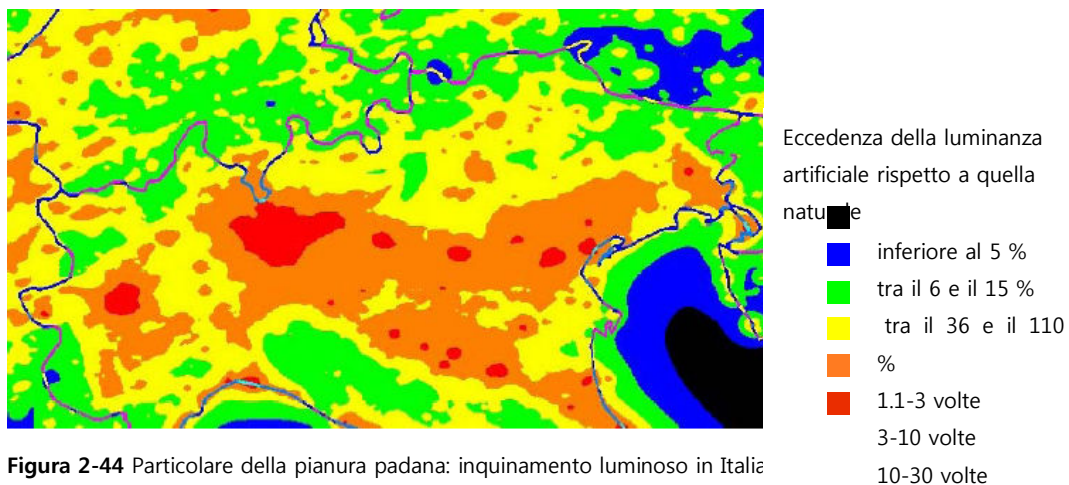 Eccedenza della luminanza
artificiale rispetto a quella
naturale
inferiore al 5 %
tra il 6 e il 15 %
tra il 36 e il 110
%
1.1-3 volte
3-10 volte
10-30 volte
Figura 2-44 Particolare della pianura padana: inquinamento luminoso in Italia